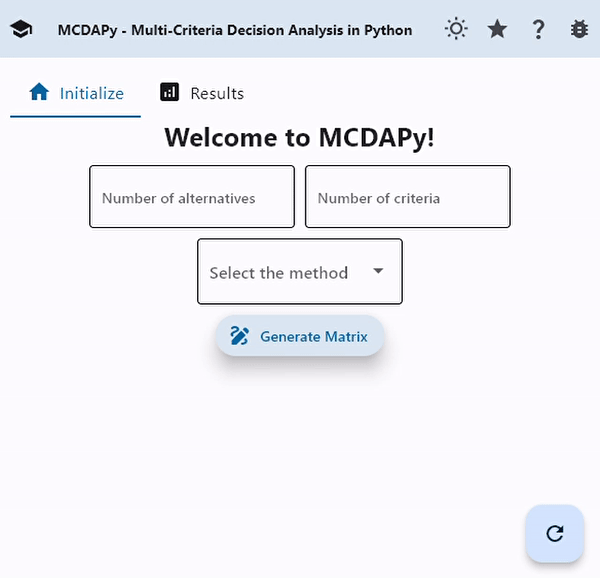 MCDAPy - Multi-Criteria Decision Analysis in Python
Initialize
Results
Welcome to MCDAPy!
Number of alternatives
Number of criteria
Select the method
Generate Matrix